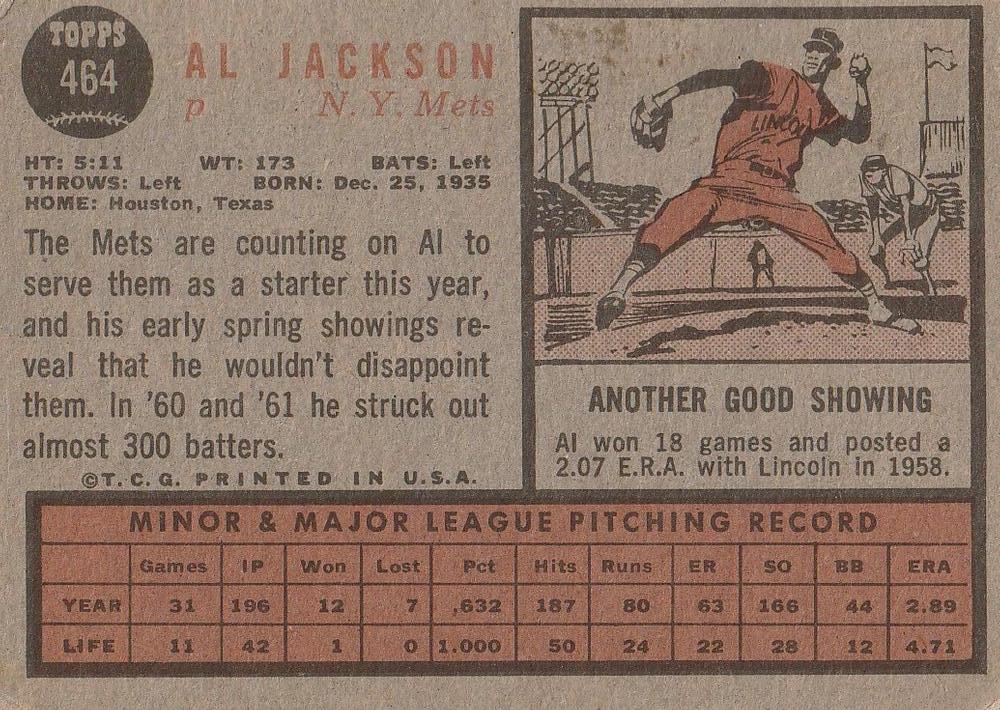 TOPPS
464
AL JACKSON
p N. Y. Mets
HT: 5:11 WT: 173 BATS: Left
THROWS: Left BORN: Dec. 25, 1935
HOME: Houston, Texas
The Mets are counting on Al to
serve them as a starter this year,
and his early spring showings re-
veal that he wouldn't disappoint
them. In '60 and '61 he struck out
almost 300 batters.
©T. C. G. PRINTED IN U.S.A.
LINCOL
ANOTHER GOOD SHOWING
Al won 18 games and posted a
2.07 E.R.A. with Lincoln in 1958.
MINOR & MAJOR LEAGUE PITCHING RECORD
Games IP Won Lost Pct Hits Runs ER SO BB ERA
YEAR 31 196 12 7 .632 187 80 63 166 44 2.89
LIFE 11 42 1 0 1.000 50 24 22 28 12 4.71